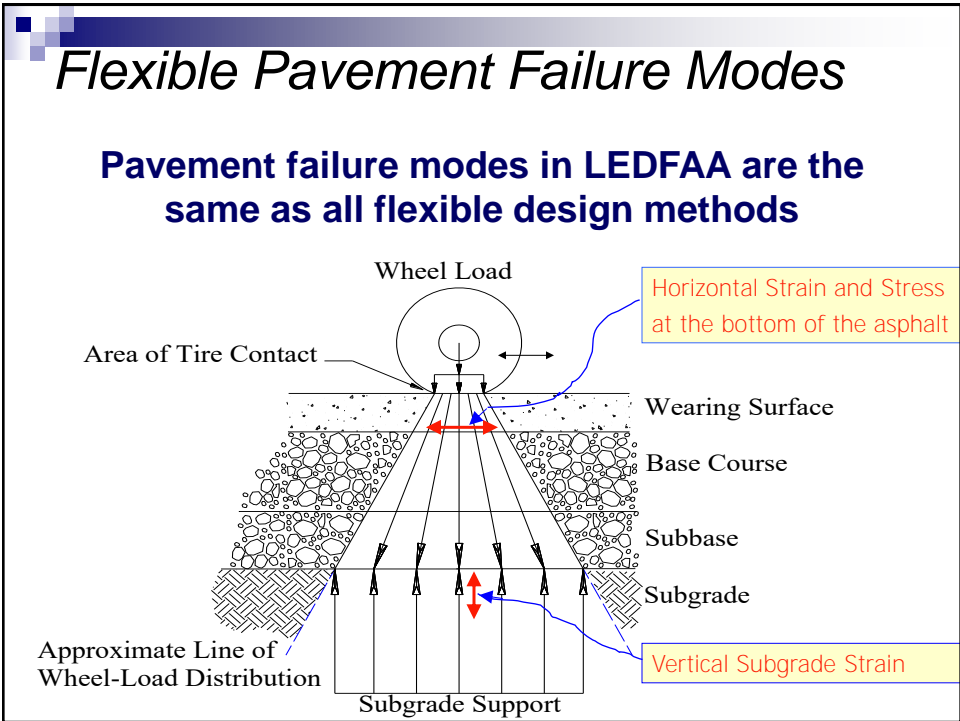 Flexible Pavement Failure Modes
Pavement failure modes in LEDFAA are the
same as all flexible design methods
Wheel Load
Horizontal Strain and Stress
at the bottom of the asphalt
Area of Tire Contact
Wearing Surface
Base Course
Subbase
Subgrade
Approximate Line of
Wheel-Load Distribution
Vertical Subgrade Strain
Subgrade Support